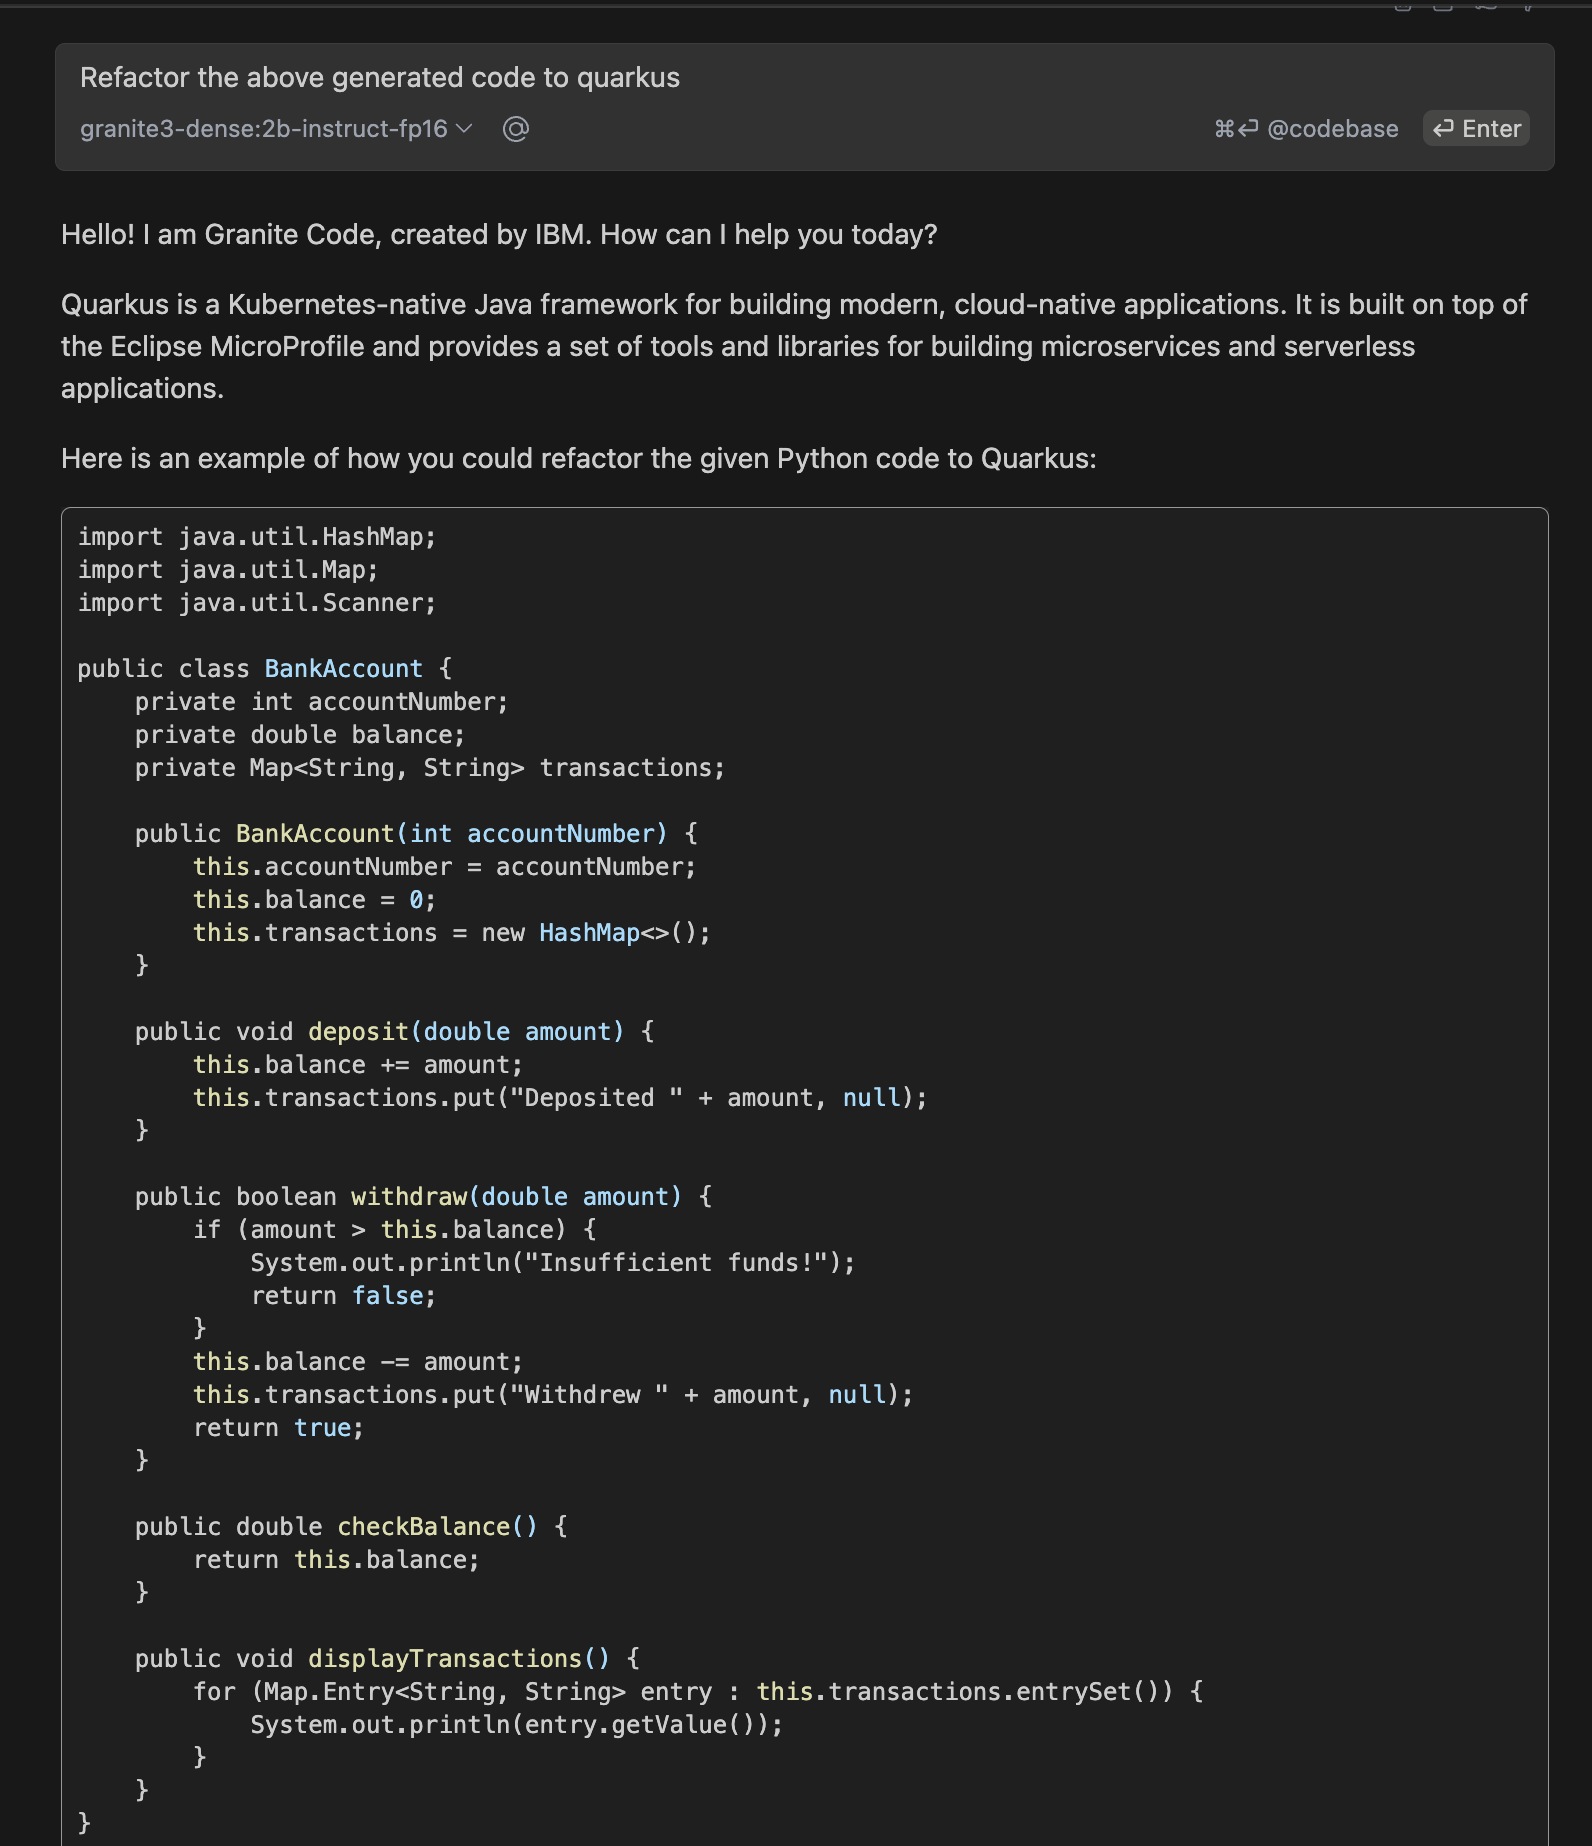 Refactor the above generated code to quarkus
granite3-dense:2b-instruct-fp16 @ ⌘⏎ @codebase ⏎ Enter
Hello! I am Granite Code, created by IBM. How can I help you today?
Quarkus is a Kubernetes-native Java framework for building modern, cloud-native applications. It is built on top of
the Eclipse MicroProfile and provides a set of tools and libraries for building microservices and serverless
applications.
Here is an example of how you could refactor the given Python code to Quarkus:
import java.util.HashMap;
import java.util.Map;
import java.util.Scanner;
public class BankAccount {
    private int accountNumber;
    private double balance;
    private Map<String, String> transactions;
    public BankAccount(int accountNumber) {
        this.accountNumber = accountNumber;
        this.balance = 0;
        this.transactions = new HashMap<>();
    }
    public void deposit(double amount) {
        this.balance += amount;
        this.transactions.put("Deposited " + amount, null);
    }
    public boolean withdraw(double amount) {
        if (amount > this.balance) {
            System.out.println("Insufficient funds!");
            return false;
        }
        this.balance -= amount;
        this.transactions.put("Withdrew " + amount, null);
        return true;
    }
    public double checkBalance() {
        return this.balance;
    }
    public void displayTransactions() {
        for (Map.Entry<String, String> entry : this.transactions.entrySet()) {
            System.out.println(entry.getValue());
        }
    }
}